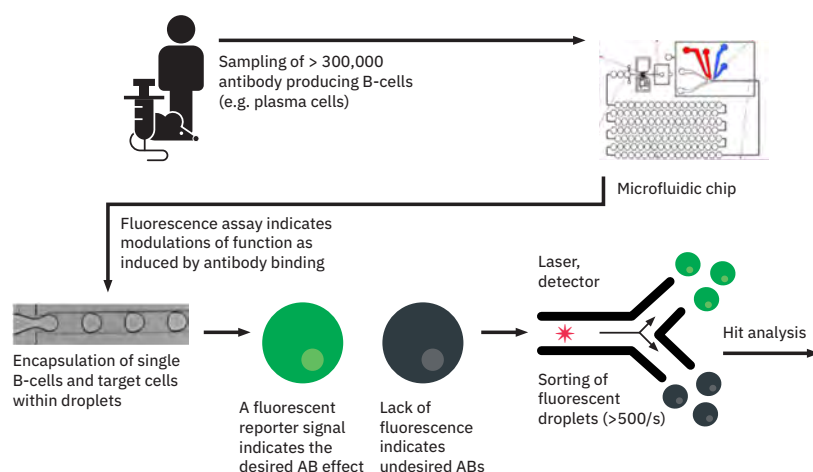 Sampling of > 300,000
antibody producing B-cells
(e.g. plasma cells)
Microfluidic chip
Fluorescence assay indicates
modulations of function as
induced by antibody binding
Encapsulation of single
B-cells and target cells
within droplets
A fluorescent
reporter signal
indicates the
desired AB effect
Lack of
fluorescence
indicates
undesired ABs
Laser,
detector
Sorting of
fluorescent
droplets (>500/s)
Hit analysis